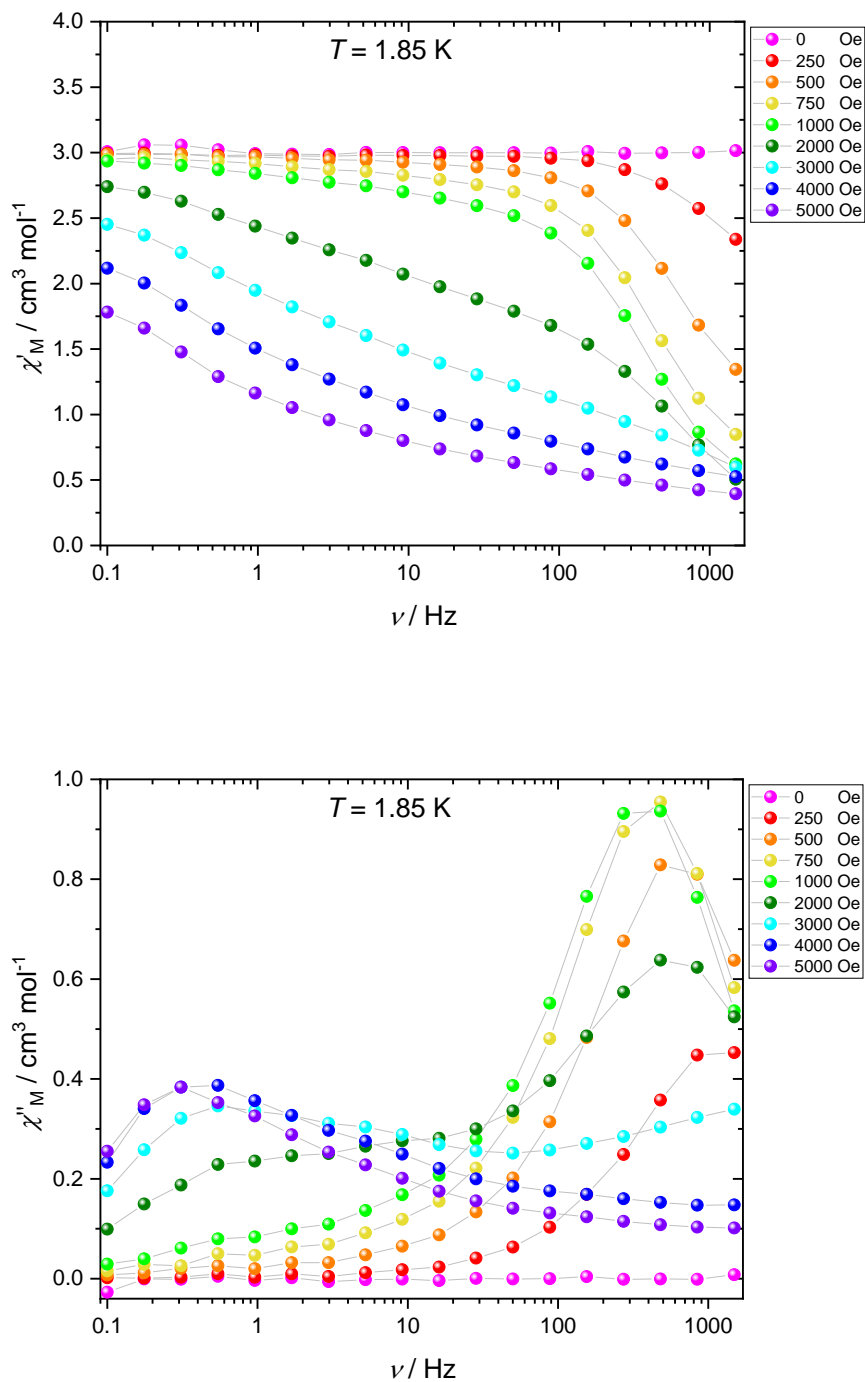 T = 1.85 K
4.0
3.5
3.0
2.5
2.0
1.5
1.0
0.5
0.0
χ'M / cm³ mol⁻¹
0.1
1
10
100
1000
ν / Hz
0 Oe
250 Oe
500 Oe
750 Oe
1000 Oe
2000 Oe
3000 Oe
4000 Oe
5000 Oe
T = 1.85 K
1.0
0.8
0.6
0.4
0.2
0.0
χ''M / cm³ mol⁻¹
0.1
1
10
100
1000
ν / Hz
0 Oe
250 Oe
500 Oe
750 Oe
1000 Oe
2000 Oe
3000 Oe
4000 Oe
5000 Oe